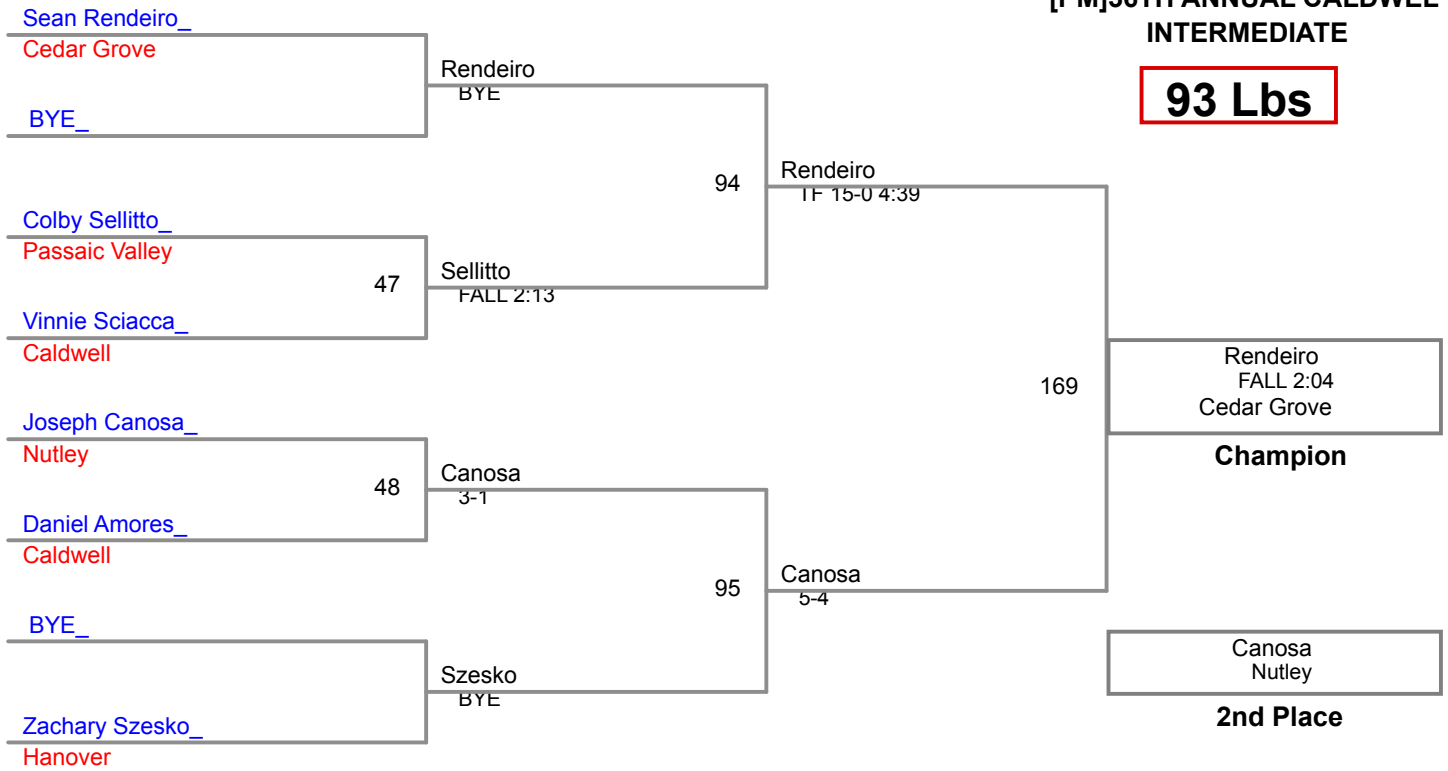 INTERMEDIATE
93 Lbs
Sean Rendeiro_
Cedar Grove
BYE_
Rendeiro
BYE
Colby Sellitto_
Passaic Valley
47
Vinnie Sciacca_
Caldwell
Sellitto
FALL 2:13
94
Rendeiro
TF 15-0 4:39
Joseph Canosa_
Nutley
48
Daniel Amores_
Caldwell
Canosa
3-1
BYE_
Zachary Szesko_
Hanover
Szesko
BYE
95
Canosa
5-4
169
Rendeiro
FALL 2:04
Cedar Grove
Champion
Canosa
Nutley
2nd Place